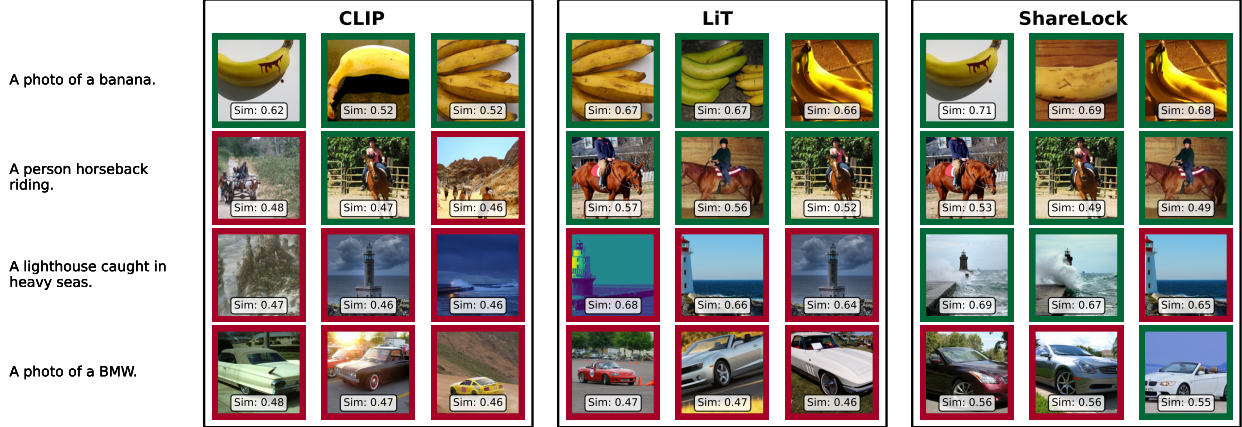 CLIP LiT ShareLock
A photo of a banana.
Sim: 0.62 Sim: 0.52 Sim: 0.52 Sim: 0.67 Sim: 0.67 Sim: 0.66 Sim: 0.71 Sim: 0.69 Sim: 0.68
A person horseback
riding.
Sim: 0.48 Sim: 0.47 Sim: 0.46 Sim: 0.57 Sim: 0.56 Sim: 0.52 Sim: 0.53 Sim: 0.49 Sim: 0.49
A lighthouse caught in
heavy seas.
Sim: 0.47 Sim: 0.46 Sim: 0.46 Sim: 0.68 Sim: 0.66 Sim: 0.64 Sim: 0.69 Sim: 0.67 Sim: 0.65
A photo of a BMW.
Sim: 0.48 Sim: 0.47 Sim: 0.46 Sim: 0.47 Sim: 0.47 Sim: 0.46 Sim: 0.56 Sim: 0.56 Sim: 0.55